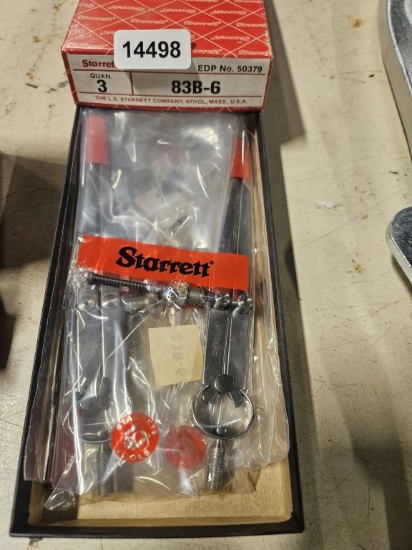 14498
Starrett
EDP No. 50379
QUAN.
3
83B-6
THE L.S. STARRETT COMPANY, ATHOL, MASS., U.S.A.
Starrett